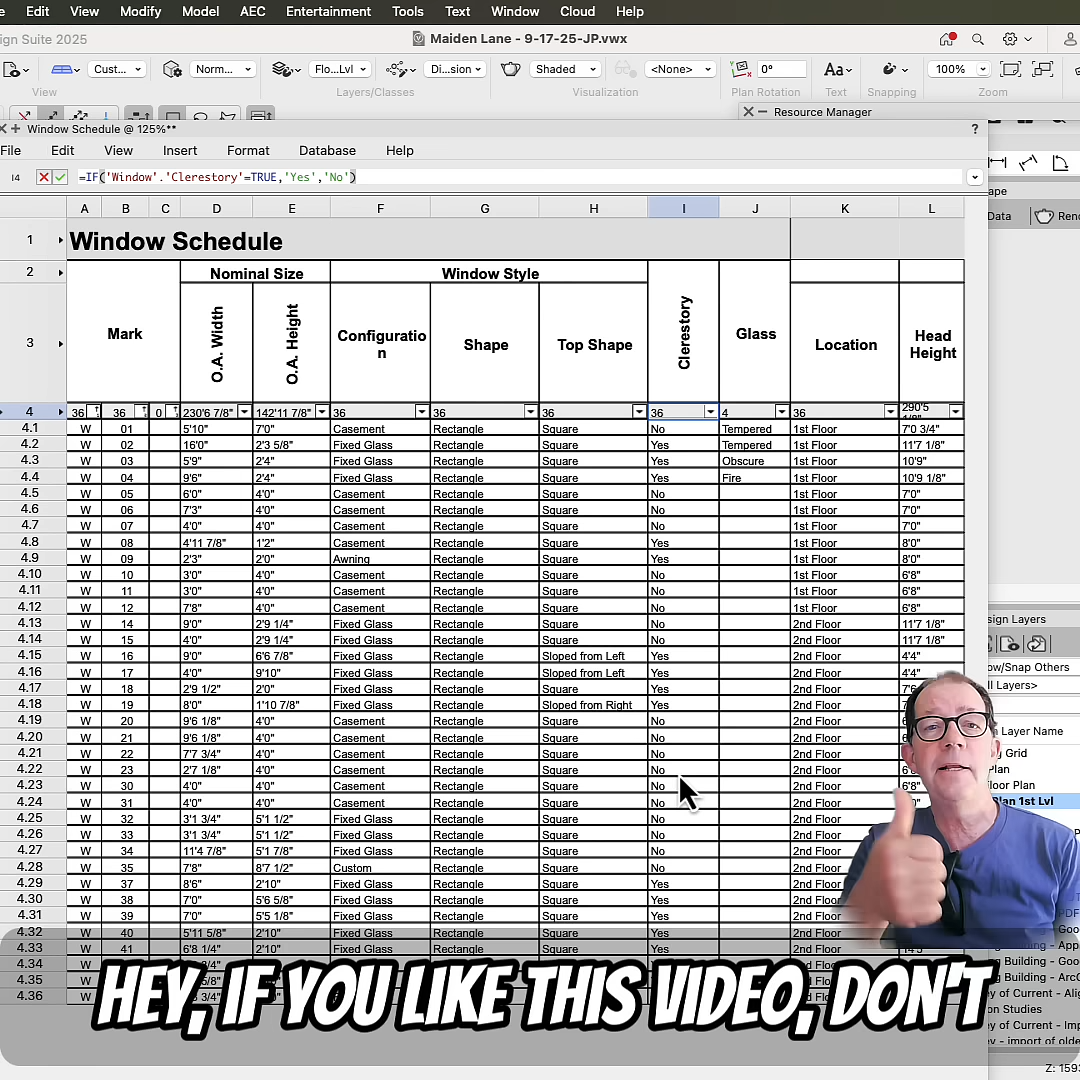 e Edit View Modify Model AEC Entertainment Tools Text Window Cloud Help
ign Suite 2025 Maiden Lane - 9-17-25-JP.vwx
Cust... Norm... Flo...Lvl Di...sion Shaded <None> 0° Aa 100%
View Layers/Classes Visualization Plan Rotation Text Snapping Zoom
Resource Manager
Window Schedule @ 125%** ?
File Edit View Insert Format Database Help
I4 =IF('Window'.'Clerestory'=TRUE,'Yes','No')
ape
Data Rend
A B C D E F G H I J K L
1 Window Schedule
2 Nominal Size Window Style
3 Mark O.A. Width O.A. Height Configuratio
n Shape Top Shape Clerestory Glass Location Head
Height
4 36 36 0 230'6 7/8" 142'11 7/8" 36 36 36 36 4 36 290'5
4.1 W 01 5'10" 7'0" Casement Rectangle Square No Tempered 1st Floor 7'0 3/4"
4.2 W 02 16'0" 2'3 5/8" Fixed Glass Rectangle Square Yes Tempered 1st Floor 11'7 1/8"
4.3 W 03 5'9" 2'4" Fixed Glass Rectangle Square Yes Obscure 1st Floor 10'9"
4.4 W 04 9'6" 2'4" Fixed Glass Rectangle Square Yes Fire 1st Floor 10'9 1/8"
4.5 W 05 6'0" 4'0" Casement Rectangle Square No 1st Floor 7'0"
4.6 W 06 7'3" 4'0" Casement Rectangle Square No 1st Floor 7'0"
4.7 W 07 4'0" 4'0" Casement Rectangle Square No 1st Floor 7'0"
4.8 W 08 4'11 7/8" 1'2" Casement Rectangle Square Yes 1st Floor 8'0"
4.9 W 09 2'3" 2'0" Awning Rectangle Square Yes 1st Floor 8'0"
4.10 W 10 3'0" 4'0" Casement Rectangle Square No 1st Floor 6'8"
4.11 W 11 3'0" 4'0" Casement Rectangle Square No 1st Floor 6'8"
4.12 W 12 7'8" 4'0" Casement Rectangle Square No 1st Floor 6'8"
4.13 W 14 9'0" 2'9 1/4" Fixed Glass Rectangle Square No 2nd Floor 11'7 1/8"
4.14 W 15 4'0" 2'9 1/4" Fixed Glass Rectangle Square No 2nd Floor 11'7 1/8"
4.15 W 16 9'0" 6'6 7/8" Fixed Glass Rectangle Sloped from Left Yes 2nd Floor 4'4"
4.16 W 17 4'0" 9'10" Fixed Glass Rectangle Sloped from Left Yes 2nd Floor 4'4"
4.17 W 18 2'9 1/2" 2'0" Fixed Glass Rectangle Square Yes 2nd Floor 7'6
4.18 W 19 8'0" 1'10 7/8" Fixed Glass Rectangle Sloped from Right Yes 2nd Floor
4.19 W 20 9'6 1/8" 4'0" Casement Rectangle Square No 2nd Floor
4.20 W 21 9'6 1/8" 4'0" Casement Rectangle Square No 2nd Floor
4.21 W 22 7'7 3/4" 4'0" Casement Rectangle Square No 2nd Floor
4.22 W 23 2'7 1/8" 4'0" Casement Rectangle Square No 2nd Floor
4.23 W 30 4'0" 4'0" Casement Rectangle Square No 2nd Floor 6'8"
4.24 W 31 4'0" 4'0" Casement Rectangle Square No 2nd Floor
4.25 W 32 3'1 3/4" 5'1 1/2" Fixed Glass Rectangle Square No 2nd Floor
4.26 W 33 3'1 3/4" 5'1 1/2" Fixed Glass Rectangle Square No 2nd Floor
4.27 W 34 11'4 7/8" 5'1 7/8" Fixed Glass Rectangle Square No 2nd Floor
4.28 W 35 7'8" 8'7 1/2" Custom Rectangle Square No 2nd Floor
4.29 W 37 8'6" 2'10" Fixed Glass Rectangle Square Yes 2nd Floor
4.30 W 38 7'0" 5'6 5/8" Fixed Glass Rectangle Square Yes 2nd Floor
4.31 W 39 7'0" 5'5 1/8" Fixed Glass Rectangle Square Yes 2nd
4.32 W 40 5'11 5/8" 2'10" Fixed Glass Rectangle Square Yes 2nd
4.33 W 41 6'8 1/4" 2'10" Fixed Glass Rectangle Square Yes 2nd Floor
4.34
4.35
4.36
sign Layers
ow/Snap Others
ll Layers>
Layer Name
g Grid
Plan
loor Plan
Plan 1st Lvl
PDF
Goo
ng - App
ng Building - Goo
ng Building - ArcG
ey of Current - Alig
on Studies
ey of Current - Imp
ey - import of olde
Z: 1593
HEY, IF YOU LIKE THIS VIDEO, DON'T